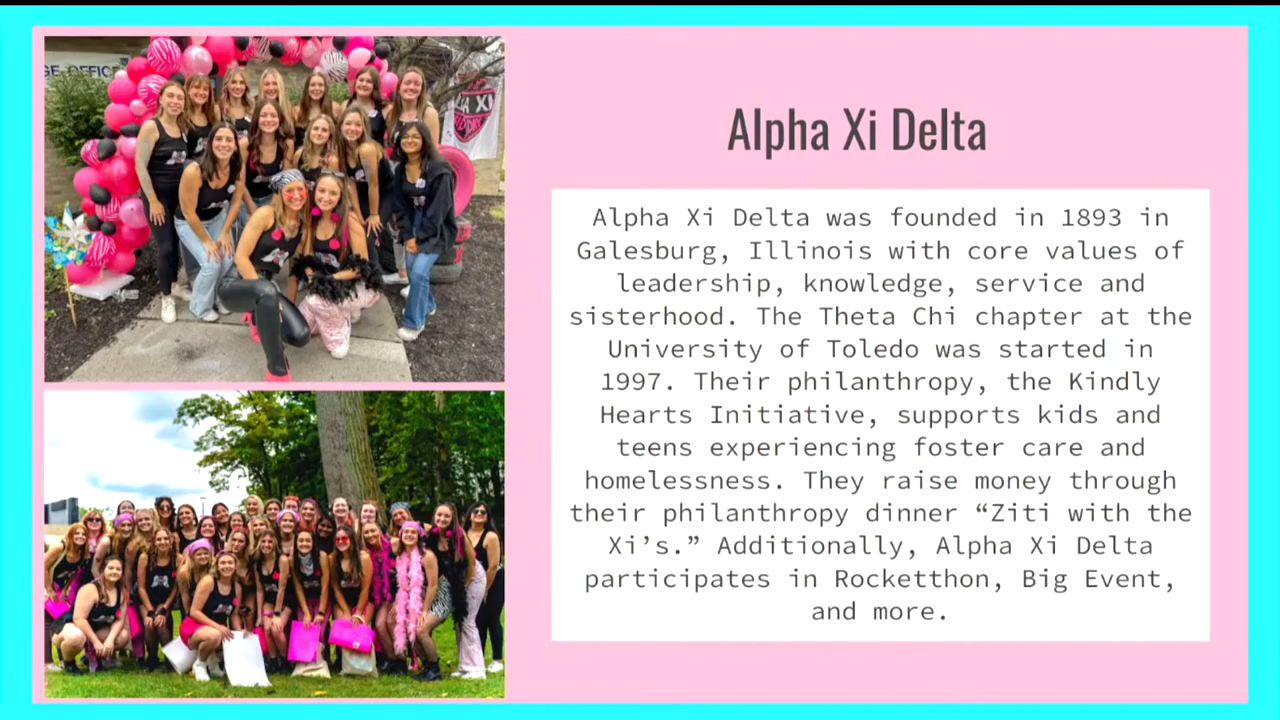 GE OFFICE
XI
Alpha Xi Delta
Alpha Xi Delta was founded in 1893 in
Galesburg, Illinois with core values of
leadership, knowledge, service and
sisterhood. The Theta Chi chapter at the
University of Toledo was started in
1997. Their philanthropy, the Kindly
Hearts Initiative, supports kids and
teens experiencing foster care and
homelessness. They raise money through
their philanthropy dinner “Ziti with the
Xi’s.” Additionally, Alpha Xi Delta
participates in Rocketthon, Big Event,
and more.